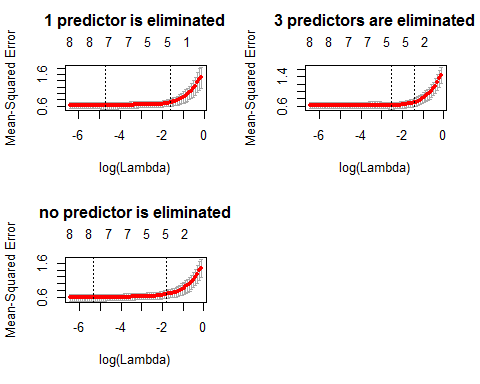 1 predictor is eliminated
8 8 7 7 5 5 1
Mean-Squared Error
0.6 1.6
-6 -4 -2 0
log(Lambda)
3 predictors are eliminated
8 8 7 7 5 5 2
Mean-Squared Error
0.6 1.4
-6 -4 -2 0
log(Lambda)
no predictor is eliminated
8 8 7 7 5 5 2
Mean-Squared Error
0.6 1.6
-6 -4 -2 0
log(Lambda)